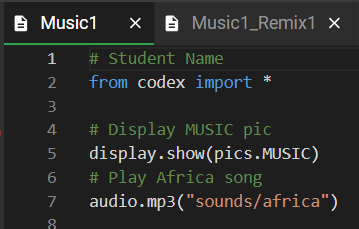 Music1 × Music1_Remix1 ×
1 # Student Name
2 from codex import *
3
4 # Display MUSIC pic
5 display.show(pics.MUSIC)
6 # Play Africa song
7 audio.mp3("sounds/africa")
8